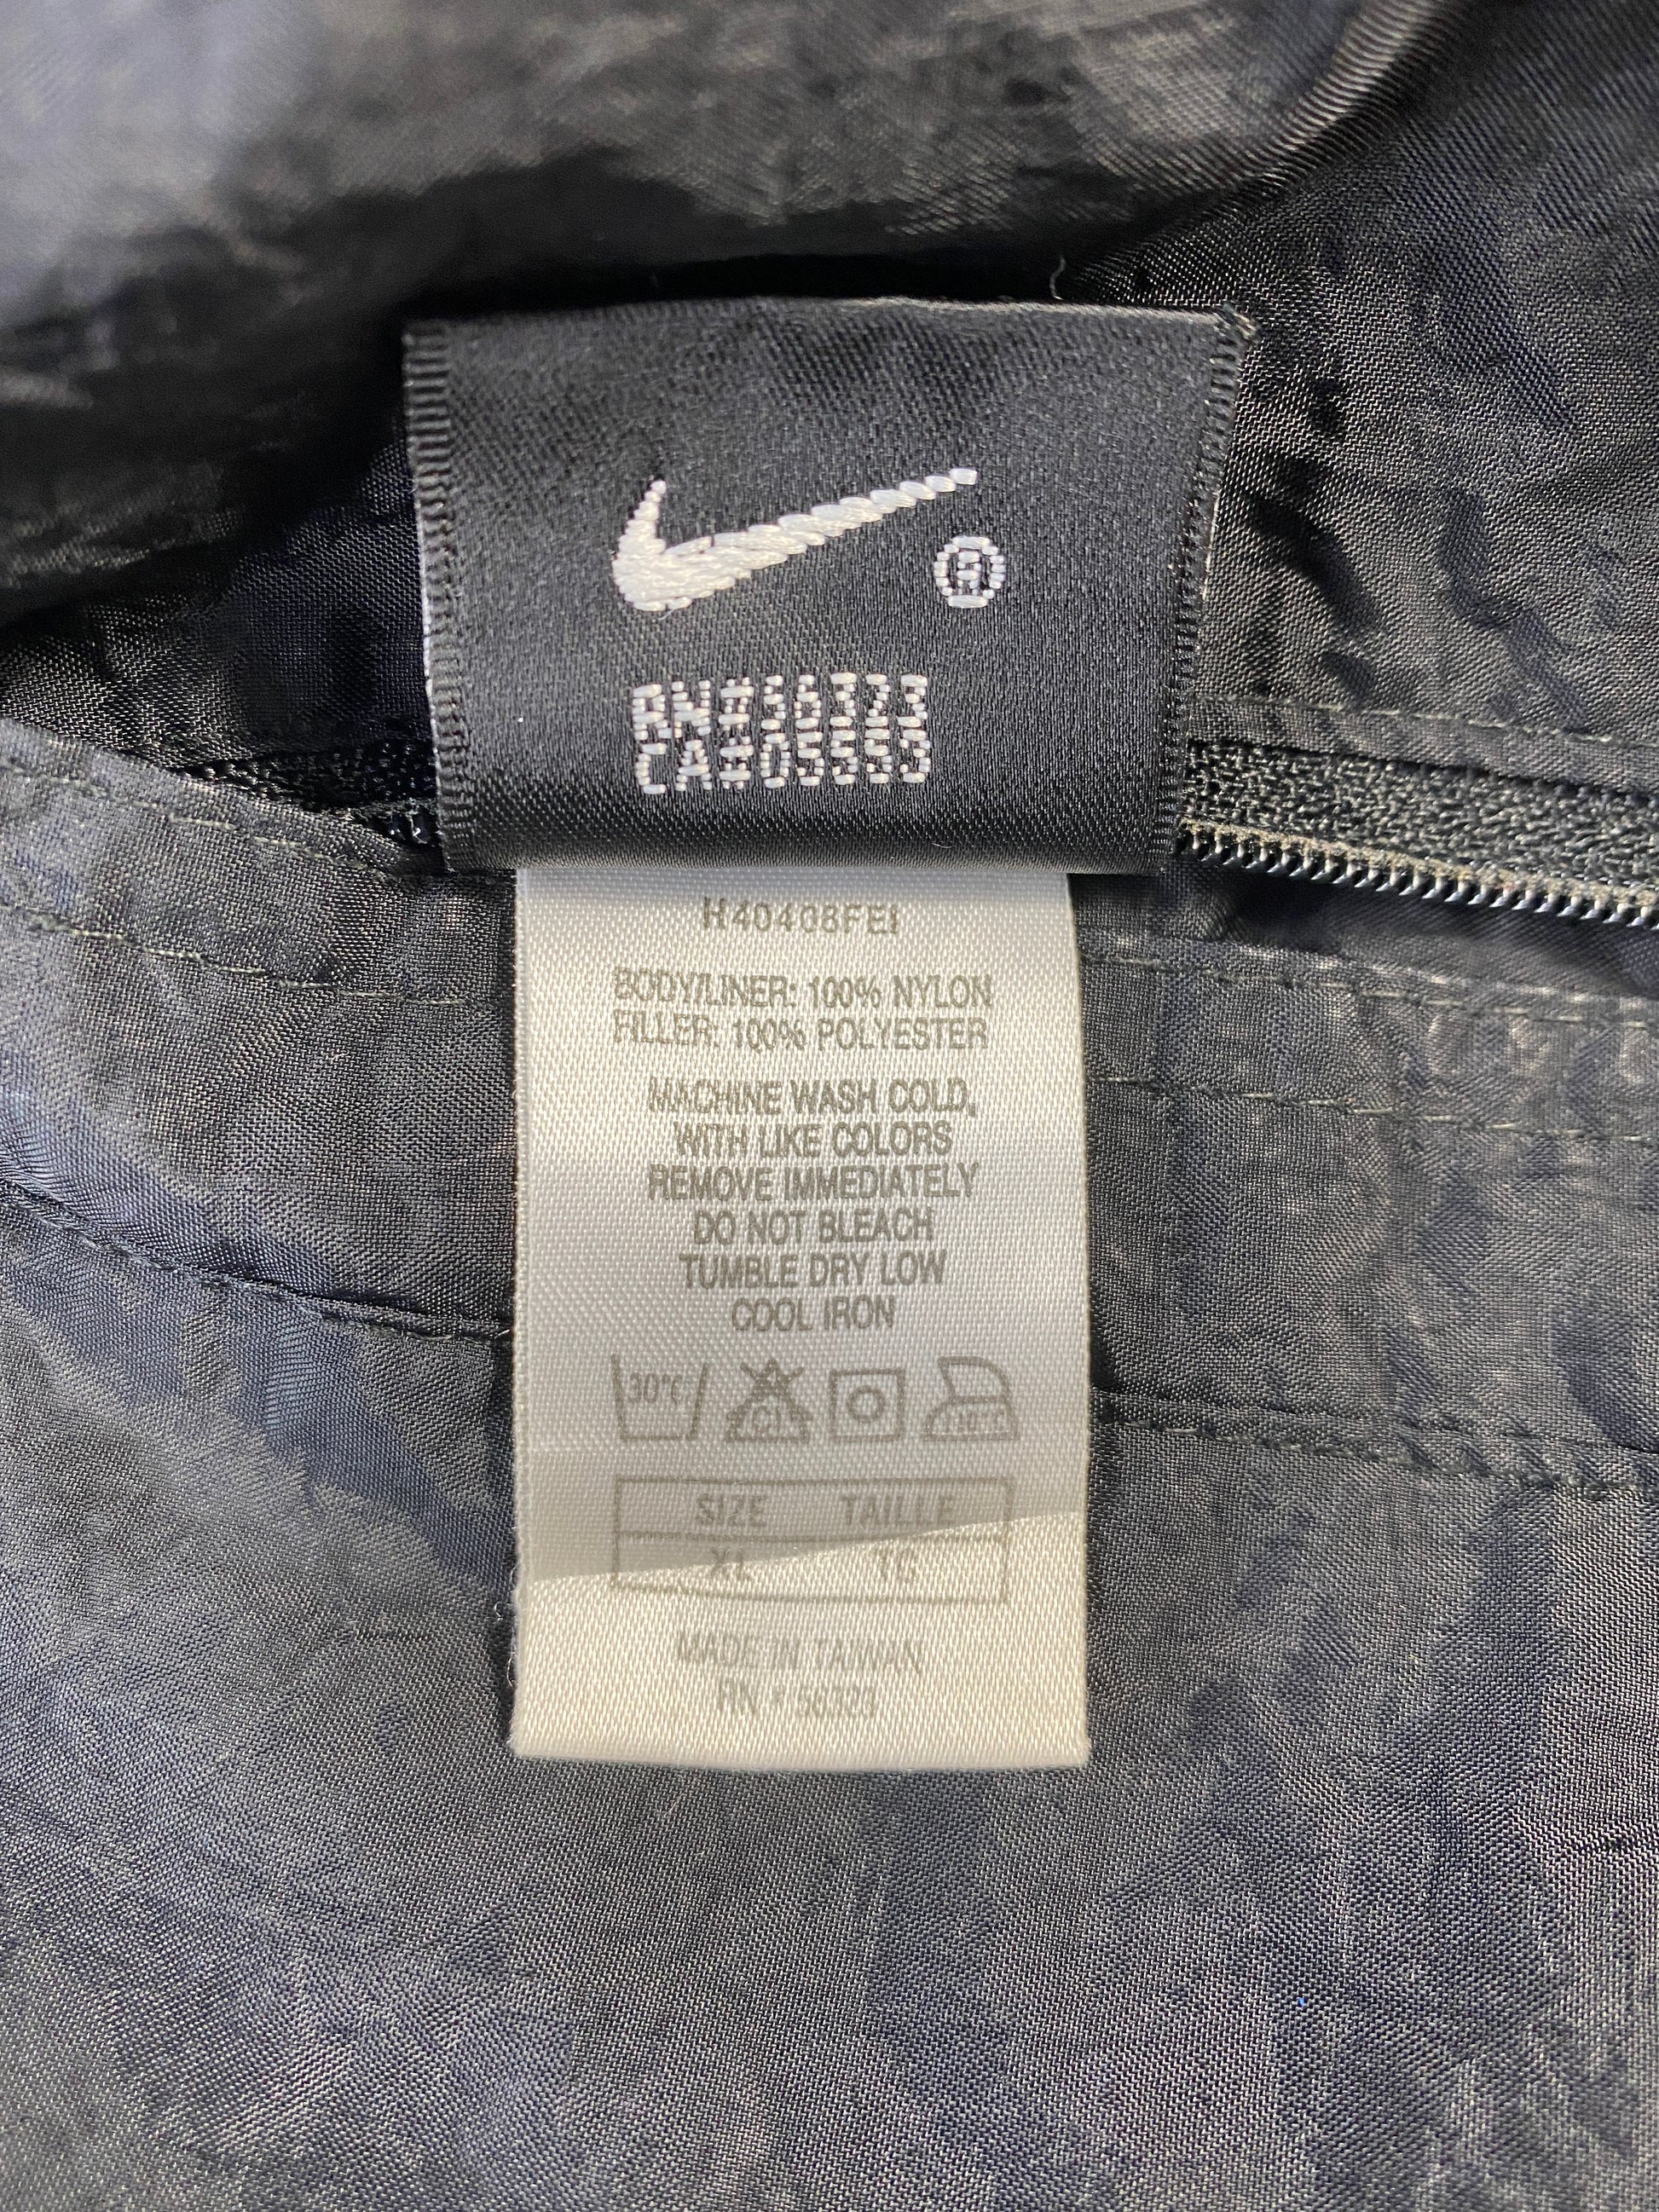 RN#56323
CA#05553
H40408FEI
BODY/LINER: 100% NYLON
FILLER: 100% POLYESTER
MACHINE WASH COLD,
WITH LIKE COLORS
REMOVE IMMEDIATELY
DO NOT BLEACH
TUMBLE DRY LOW
COOL IRON
30°C Cl 110°C
SIZE TAILLE
XL TG
MADE IN TAIWAN
RN # 56323